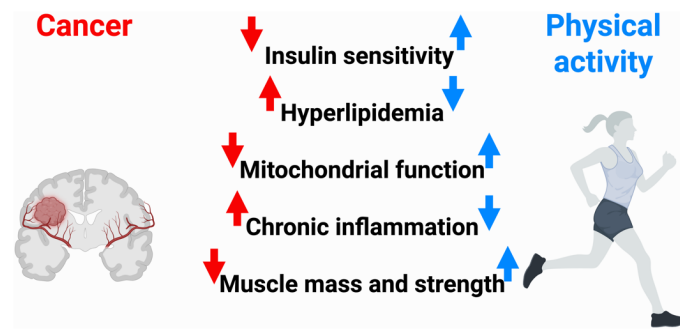 Cancer
Physical
activity
Insulin sensitivity
Hyperlipidemia
Mitochondrial function
Chronic inflammation
Muscle mass and strength